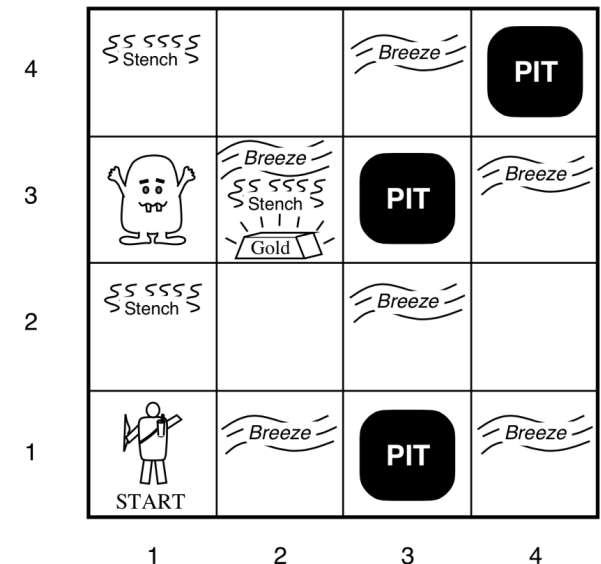 4
Stench
Breeze
PIT
3
Breeze
Stench
Gold
PIT
Breeze
2
Stench
Breeze
1
START
Breeze
PIT
Breeze
1 2 3 4